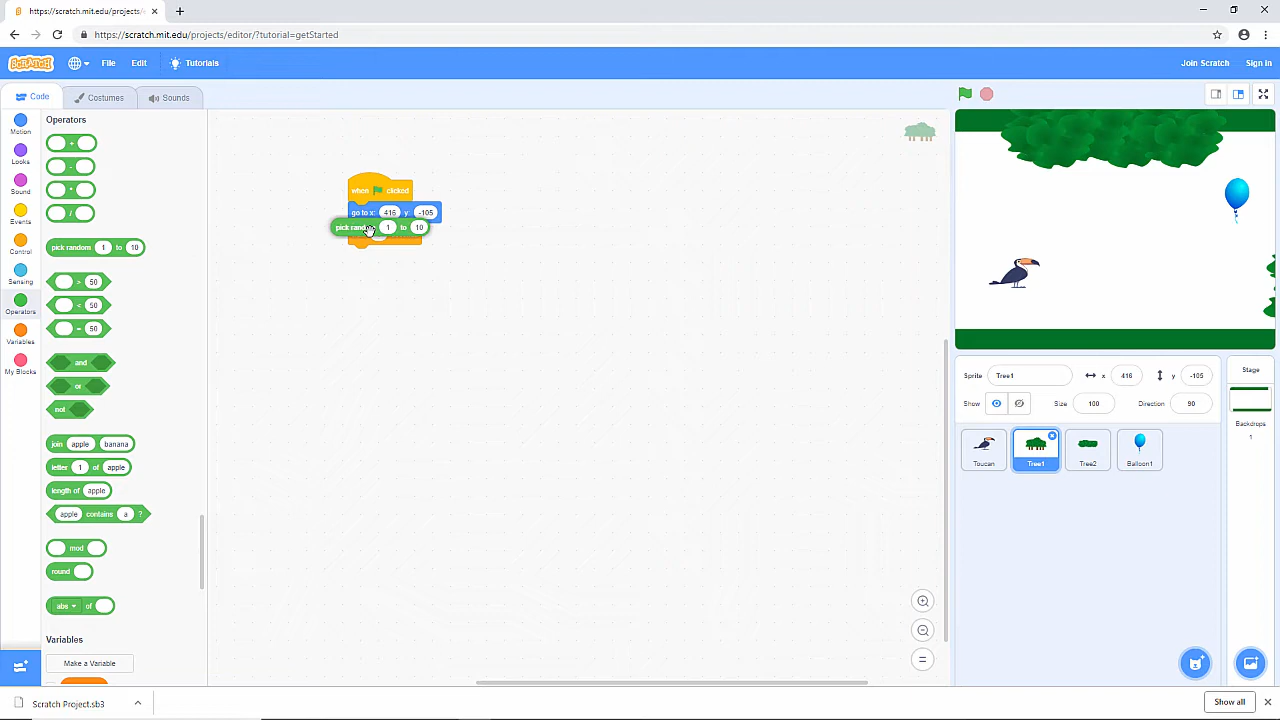 https://scratch.mit.edu/projects/
https://scratch.mit.edu/projects/editor/?tutorial=getStarted
SCRATCH
File
Edit
Tutorials
Join Scratch
Sign in
Code
Costumes
Sounds
Motion
Looks
Sound
Events
Control
Sensing
Operators
Variables
My Blocks
Operators
+
-
*
/
pick random 1 to 10
> 50
< 50
= 50
and
or
not
join apple banana
letter 1 of apple
length of apple
apple contains a ?
mod
round
abs of
Variables
Make a Variable
when clicked
go to x: 416 y: -105
pick random 1 to 10
Sprite Tree1 x 416 y -105
Show Size 100 Direction 90
Toucan
Tree1
Tree2
Balloon1
Stage
Backdrops
1
Scratch Project.sb3
Show all